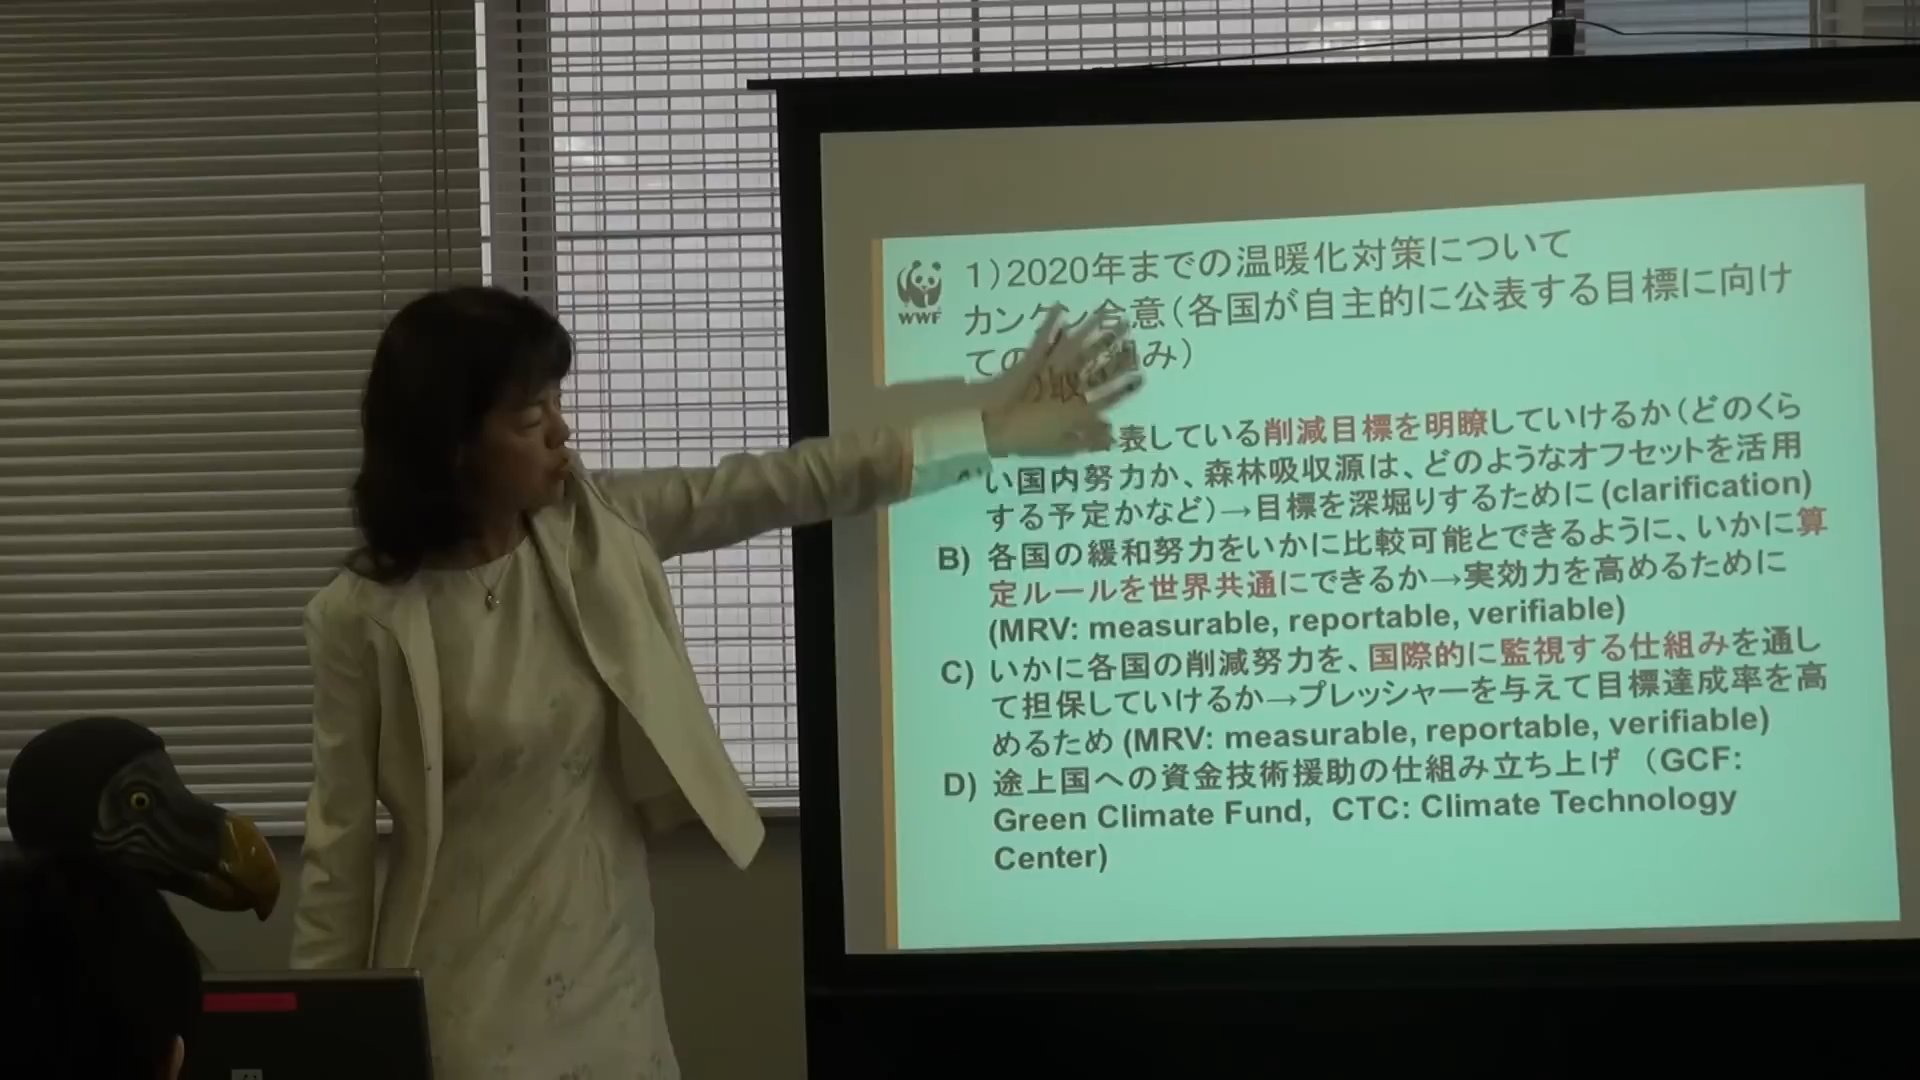 WWF
1）2020年までの温暖化対策について
カンクン合意（各国が自主的に公表する目標に向け
ての 組み）
表している削減目標を明瞭していけるか（どのくら
い国内努力か、森林吸収源は、どのようなオフセットを活用
する予定かなど）→目標を深堀りするために (clarification)
B) 各国の緩和努力をいかに比較可能とできるように、いかに算
定ルールを世界共通にできるか→実効力を高めるために
(MRV: measurable, reportable, verifiable)
C) いかに各国の削減努力を、国際的に監視する仕組みを通し
て担保していけるか→プレッシャーを与えて目標達成率を高
めるため (MRV: measurable, reportable, verifiable)
D) 途上国への資金技術援助の仕組み立ち上げ （GCF:
Green Climate Fund, CTC: Climate Technology
Center)